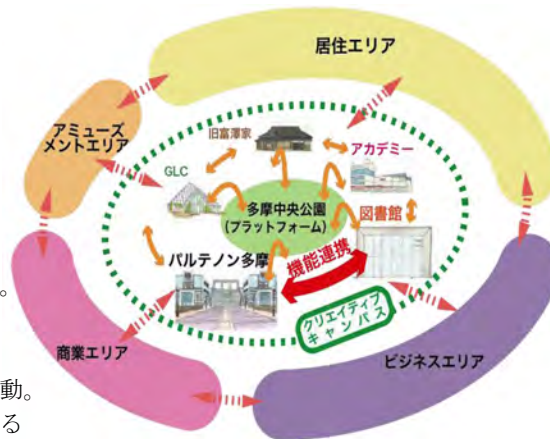 居住エリア
アミューズ
メントエリア
旧富澤家
アカデミー
GLC
多摩中央公園
(プラットフォーム)
図書館
パルテノン多摩
機能連携
。
クリエイティブ
キャンパス
商業エリア
ビジネスエリア
動。
る